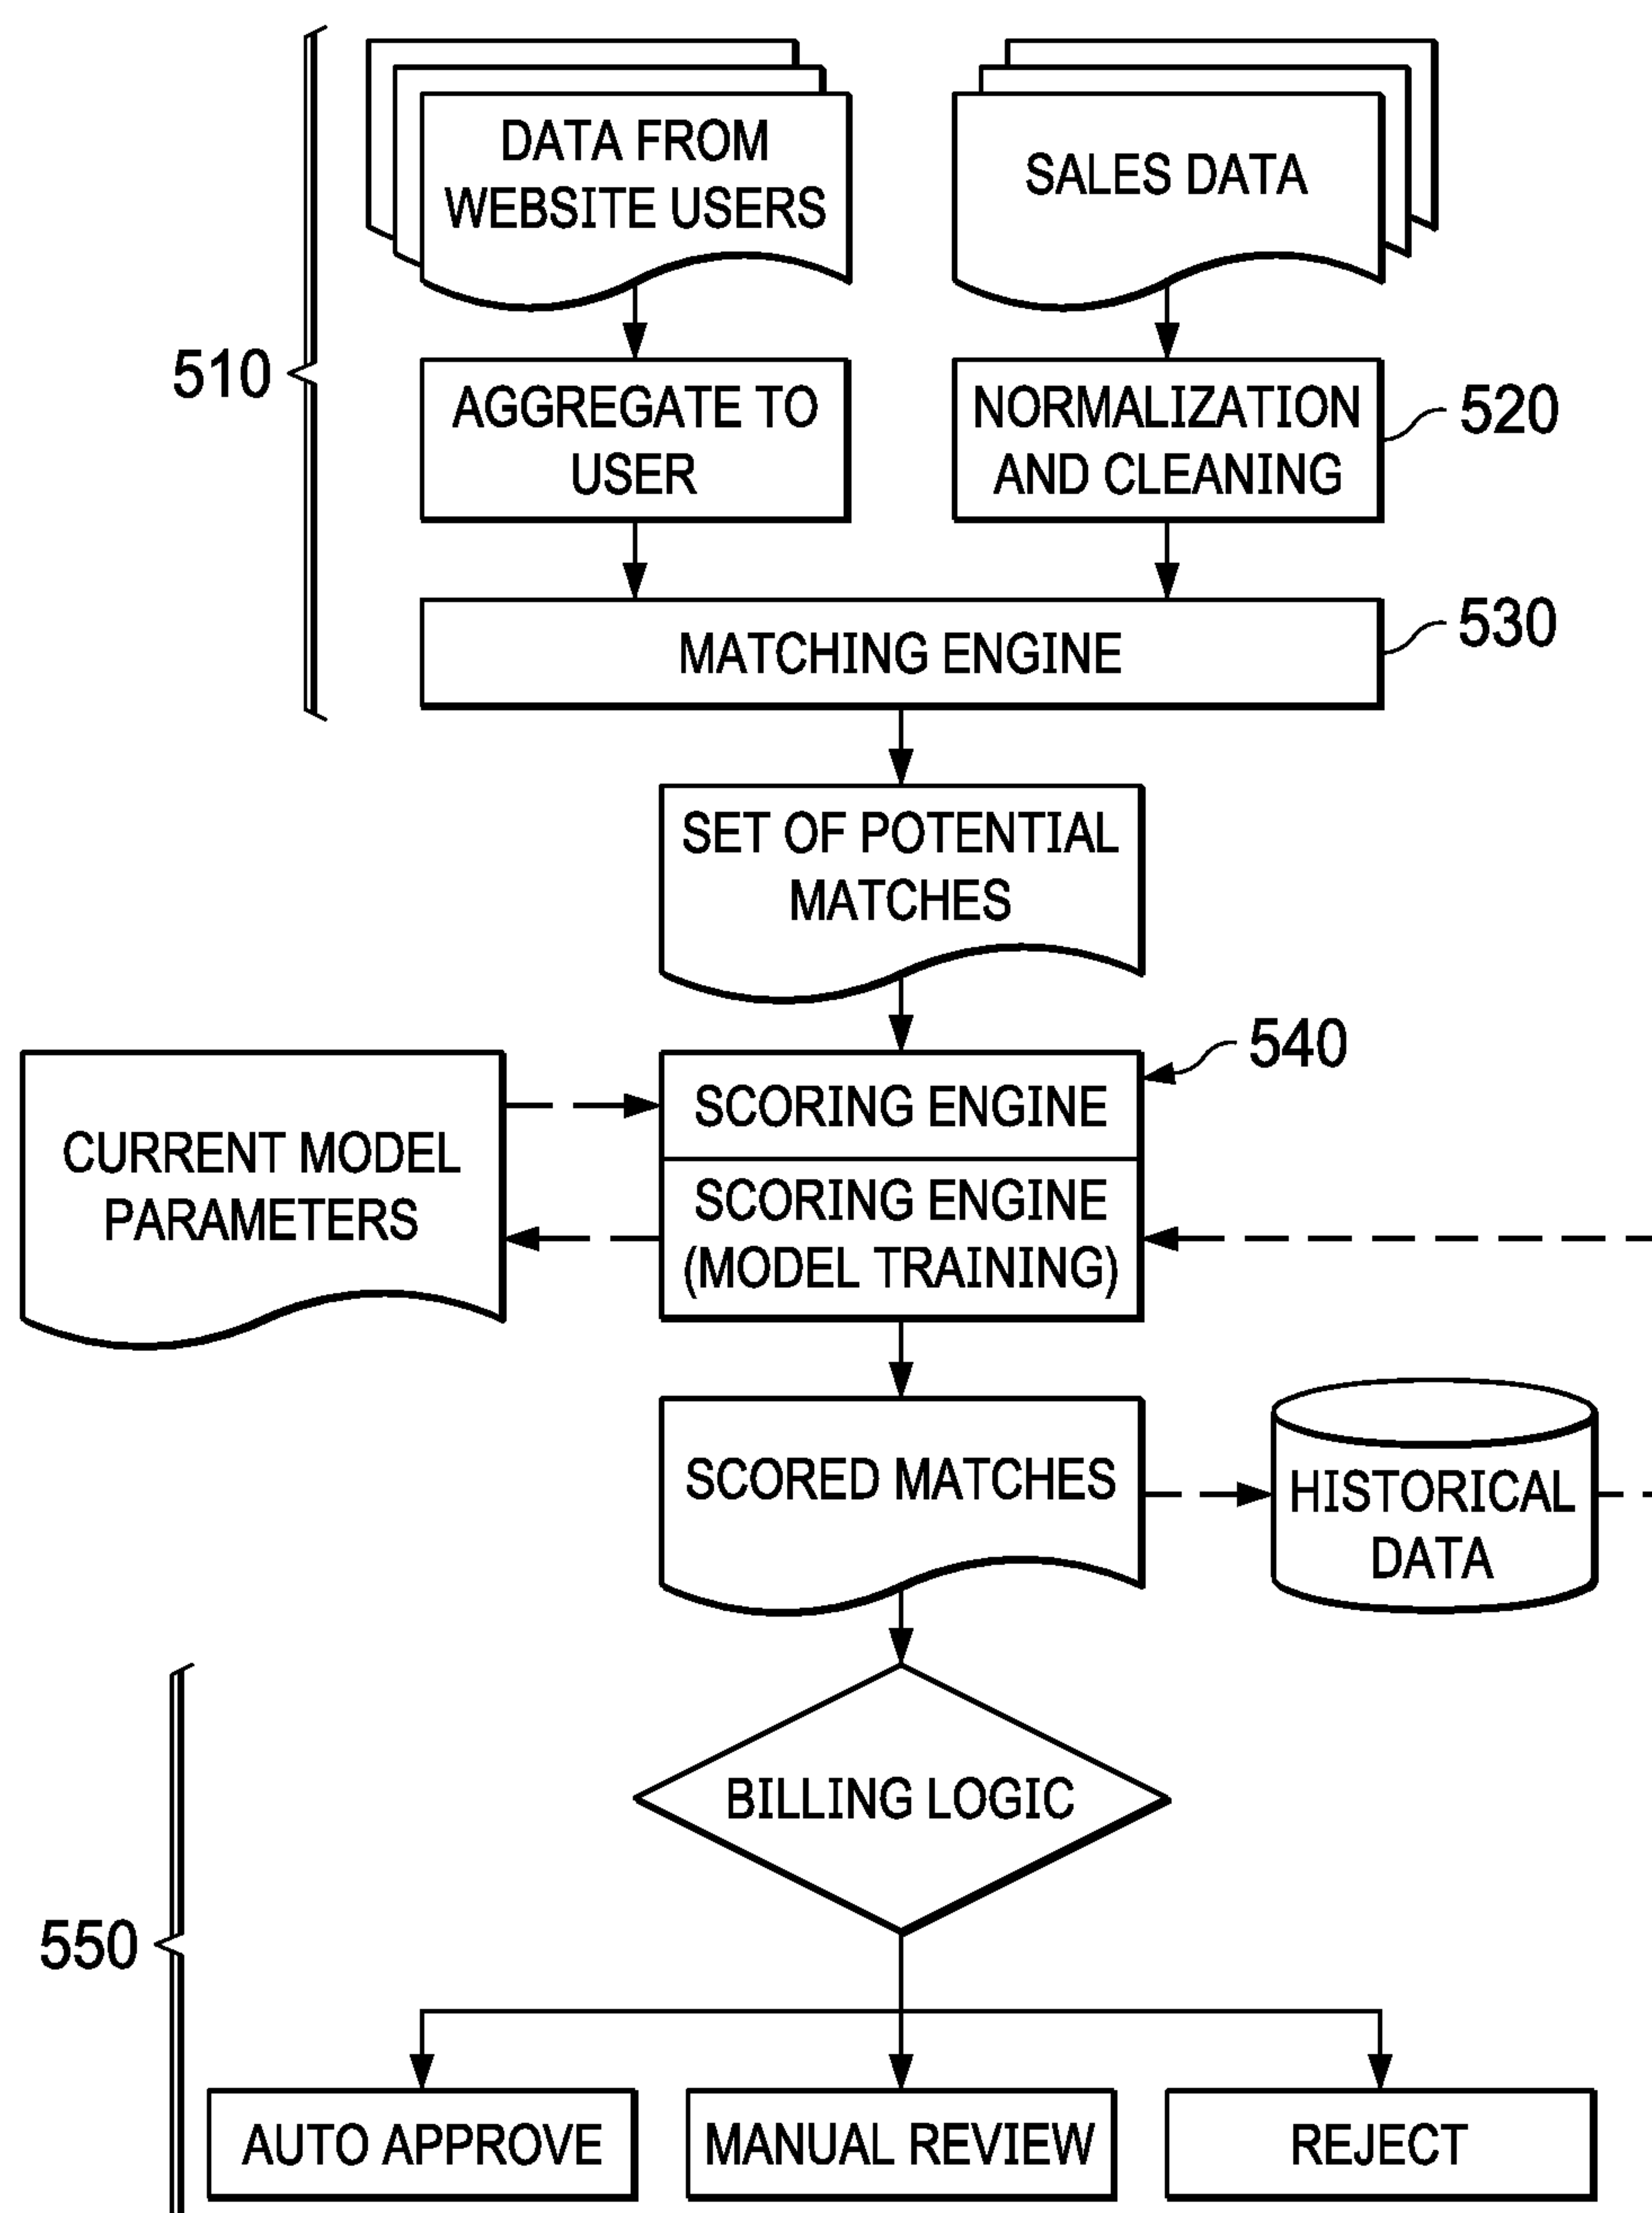 DATA FROM
WEBSITE USERS
SALES DATA
510
AGGREGATE TO
USER
NORMALIZATION
AND CLEANING
520
MATCHING ENGINE
530
SET OF POTENTIAL
MATCHES
540
SCORING ENGINE
CURRENT MODEL
PARAMETERS
SCORING ENGINE
(MODEL TRAINING)
SCORED MATCHES
HISTORICAL
DATA
BILLING LOGIC
550
AUTO APPROVE
MANUAL REVIEW
REJECT